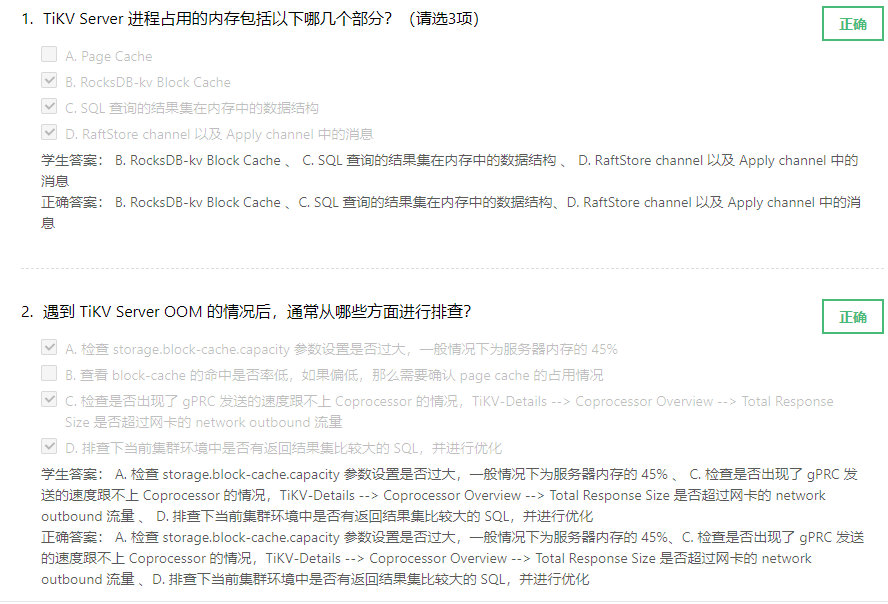 1. TiKV Server 进程占用的内存包括以下哪几个部分？（请选3项）
正确
A. Page Cache
B. RocksDB-kv Block Cache
C. SQL 查询的结果集在内存中的数据结构
D. RaftStore channel 以及 Apply channel 中的消息
学生答案： B. RocksDB-kv Block Cache 、 C. SQL 查询的结果集在内存中的数据结构 、 D. RaftStore channel 以及 Apply channel 中的
消息
正确答案： B. RocksDB-kv Block Cache 、C. SQL 查询的结果集在内存中的数据结构、D. RaftStore channel 以及 Apply channel 中的消
息
2. 遇到 TiKV Server OOM 的情况后，通常从哪些方面进行排查？
正确
A. 检查 storage.block-cache.capacity 参数设置是否过大，一般情况下为服务器内存的 45%
B. 查看 block-cache 的命中是否率低，如果偏低，那么需要确认 page cache 的占用情况
C. 检查是否出现了 gPRC 发送的速度跟不上 Coprocessor 的情况，TiKV-Details --> Coprocessor Overview --> Total Response
Size 是否超过网卡的 network outbound 流量
D. 排查下当前集群环境中是否有返回结果集比较大的 SQL，并进行优化
学生答案： A. 检查 storage.block-cache.capacity 参数设置是否过大，一般情况下为服务器内存的 45% 、 C. 检查是否出现了 gPRC 发
送的速度跟不上 Coprocessor 的情况，TiKV-Details --> Coprocessor Overview --> Total Response Size 是否超过网卡的 network
outbound 流量 、 D. 排查下当前集群环境中是否有返回结果集比较大的 SQL，并进行优化
正确答案： A. 检查 storage.block-cache.capacity 参数设置是否过大，一般情况下为服务器内存的 45%、C. 检查是否出现了 gPRC 发送
的速度跟不上 Coprocessor 的情况，TiKV-Details --> Coprocessor Overview --> Total Response Size 是否超过网卡的 network
outbound 流量 、D. 排查下当前集群环境中是否有返回结果集比较大的 SQL，并进行优化